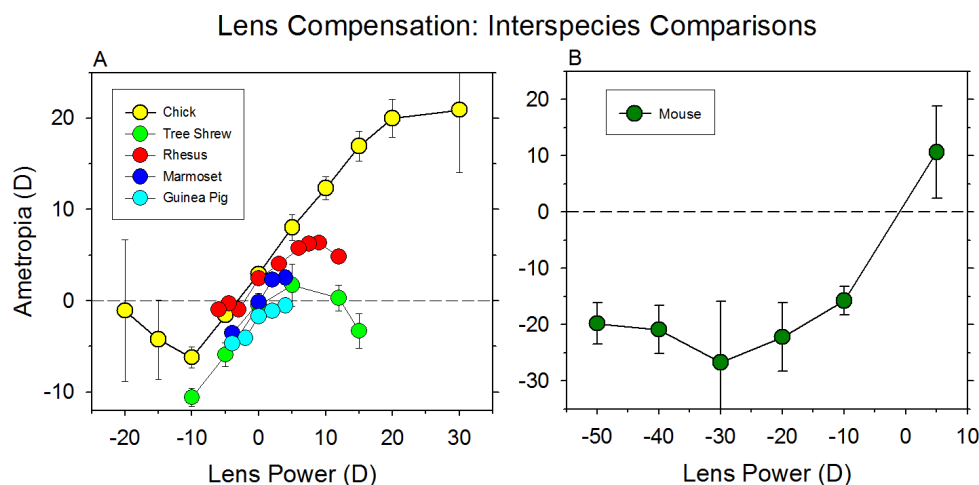 Lens Compensation: Interspecies Comparisons
A
Chick
Tree Shrew
Rhesus
Marmoset
Guinea Pig
Ametropia (D)
20
10
0
-10
-20 -10 0 10 20 30
Lens Power (D)
B
Mouse
20
10
0
-10
-20
-30
-50 -40 -30 -20 -10 0 10
Lens Power (D)